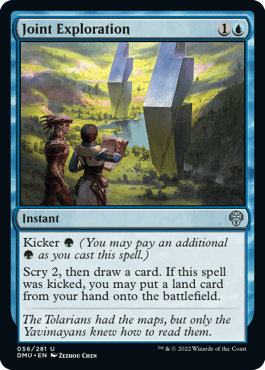 Joint Exploration 1
Instant
Kicker (You may pay an additional
as you cast this spell.)
Scry 2, then draw a card. If this spell
was kicked, you may put a land card
from your hand onto the battlefield.
The Tolarians had the maps, but only the
Yavimayans knew how to read them.
056/281 U
DMU • EN ZEZHOU CHEN
™ & © 2022 Wizards of the Coast